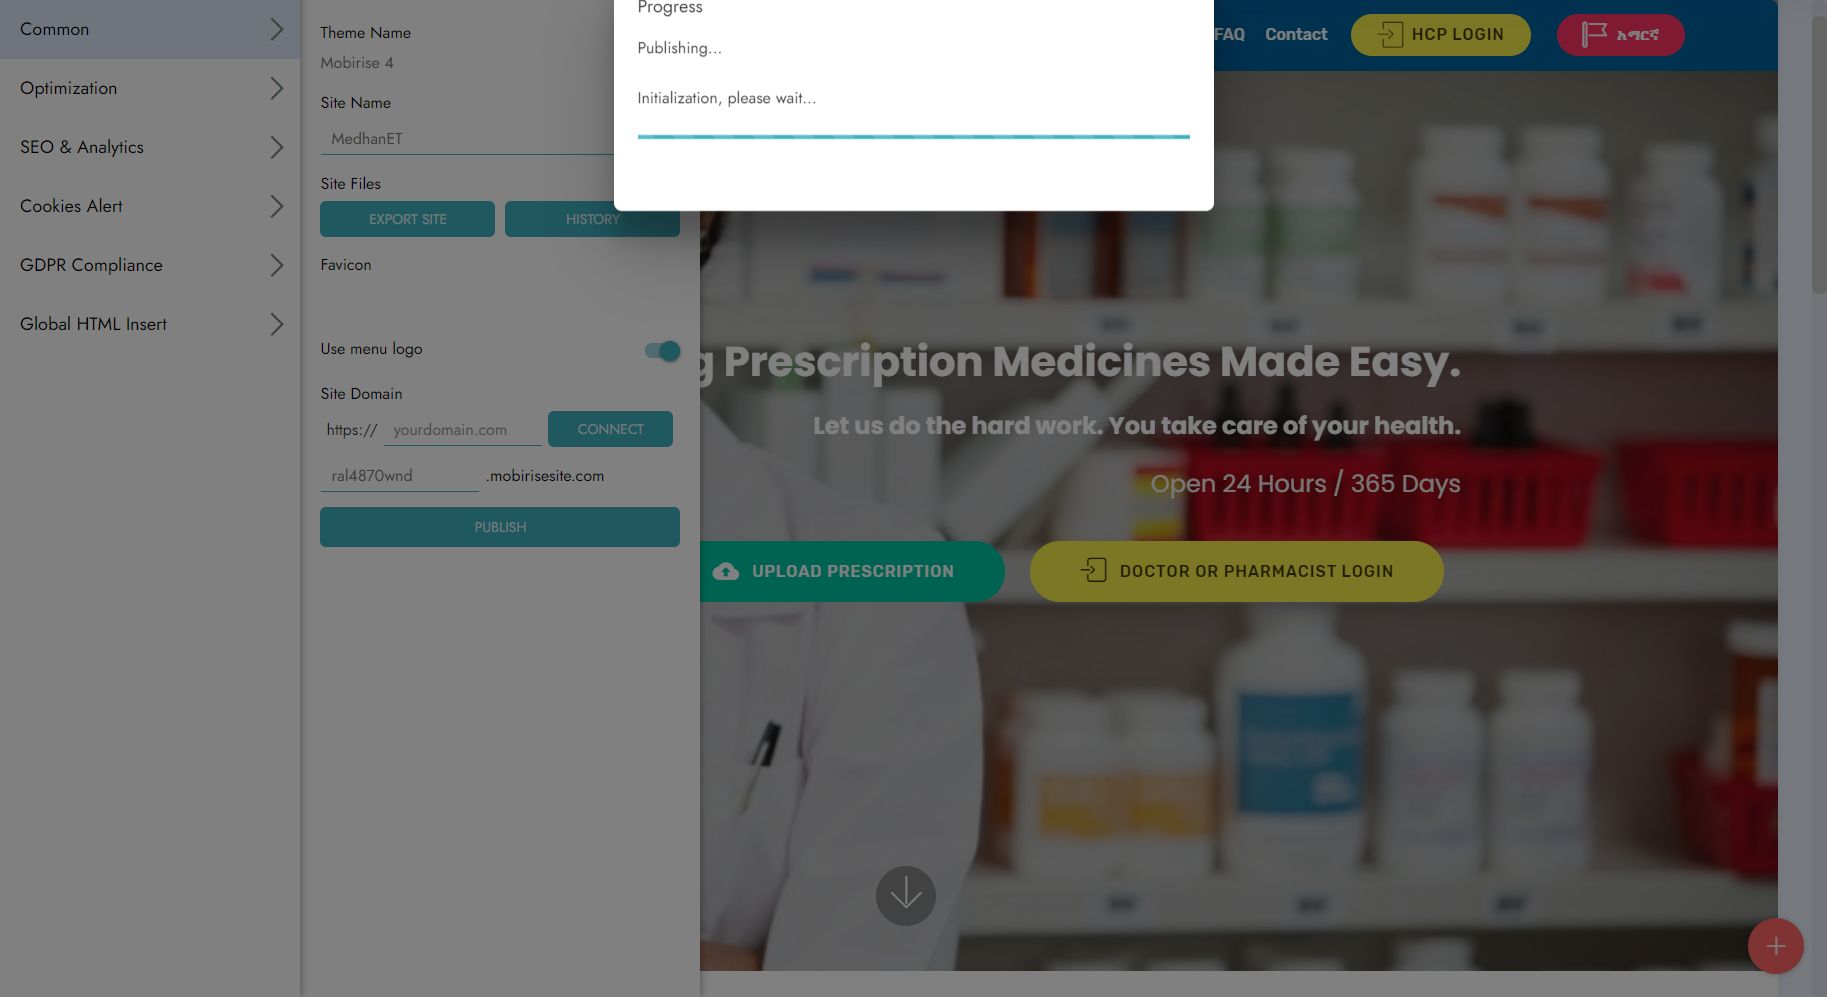 Common
Optimization
SEO & Analytics
Cookies Alert
GDPR Compliance
Global HTML Insert
Theme Name
Mobirise 4
Site Name
MedhanET
Site Files
EXPORT SITE
HISTORY
Favicon
Use menu logo
Site Domain
https:// yourdomain.com CONNECT
ral4870wnd .mobirisesite.com
PUBLISH
Progress
Publishing...
Initialization, please wait...
FAQ Contact HCP LOGIN አማርኛ
g Prescription Medicines Made Easy.
Let us do the hard work. You take care of your health.
Open 24 Hours / 365 Days
UPLOAD PRESCRIPTION
DOCTOR OR PHARMACIST LOGIN